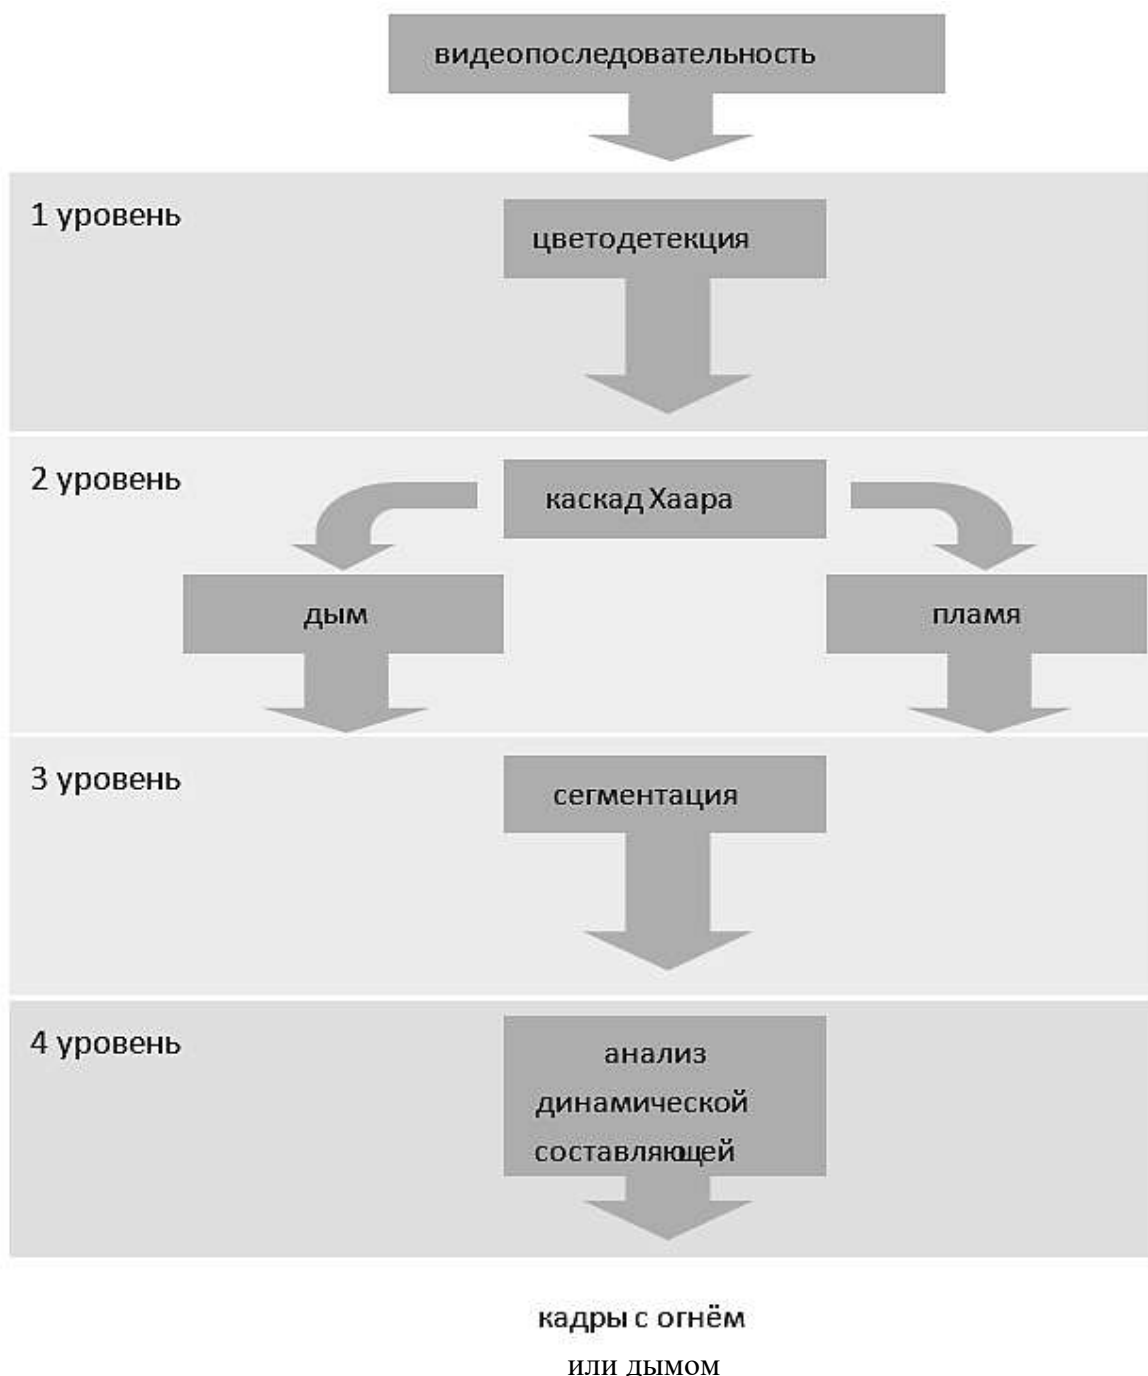 видеопоследовательность
1 уровень
цветодетекция
2 уровень
каскад Хаара
дым
пламя
3 уровень
сегментация
4 уровень
анализ
динамической
составляющей
кадры с огнём
или дымом